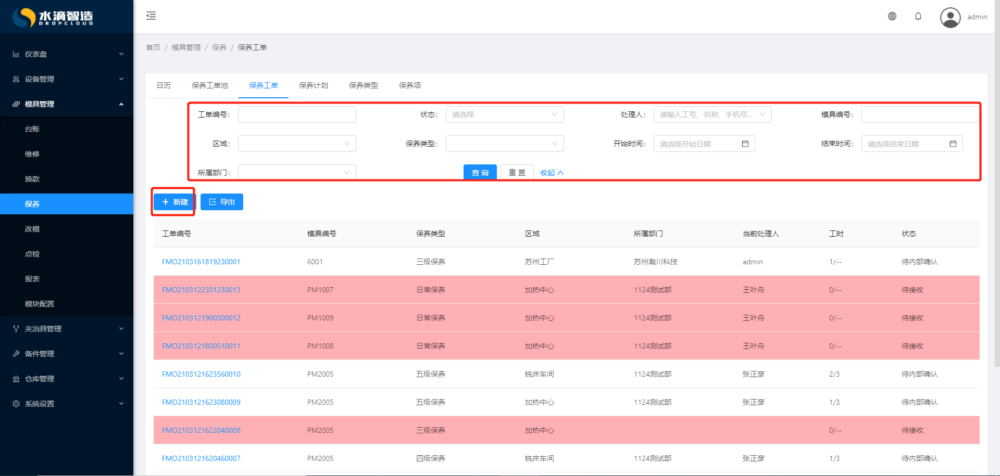 水滴智造
DROPCLOUD
admin
仪表盘
设备管理
模具管理
台账
维修
换款
保养
改模
点检
报表
模块配置
夹治具管理
备件管理
仓库管理
系统设置
首页 / 模具管理 / 保养 / 保养工单
日历 保养工单池 保养工单 保养计划 保养类型 保养项
工单编号: 状态: 请选择 处理人: 请输入工号、名称、手机号... 模具编号:
区域: 保养类型: 开始时间: 请选择开始日期 结束时间: 请选择结束日期
所属部门: 查 询 重 置 收起
新建 导出
工单编号 模具编号 保养类型 区域 所属部门 当前处理人 工时 状态
FMO2103161819230001 6001 三级保养 苏州工厂 苏州瀚川科技 admin 1/-- 待内部确认
FMO2103122301230013 PM1007 日常保养 加热中心 1124测试部 王叶舟 0/-- 待接收
FMO2103121900300012 PM1009 日常保养 加热中心 1124测试部 王叶舟 0/-- 待接收
FMO2103121800510011 PM1008 日常保养 加热中心 1124测试部 王叶舟 0/-- 待接收
FMO2103121623560010 PM2005 五级保养 铣床车间 1124测试部 张正彦 2/3 待内部确认
FMO2103121623080009 PM2005 五级保养 加热中心 1124测试部 张正彦 1/3 待内部确认
FMO2103121622040008 PM2005 三级保养 加热中心 0/-- 待接收
FMO2103121620460007 PM2005 四级保养 铣床车间 1124测试部 张正彦 1/3 待内部确认